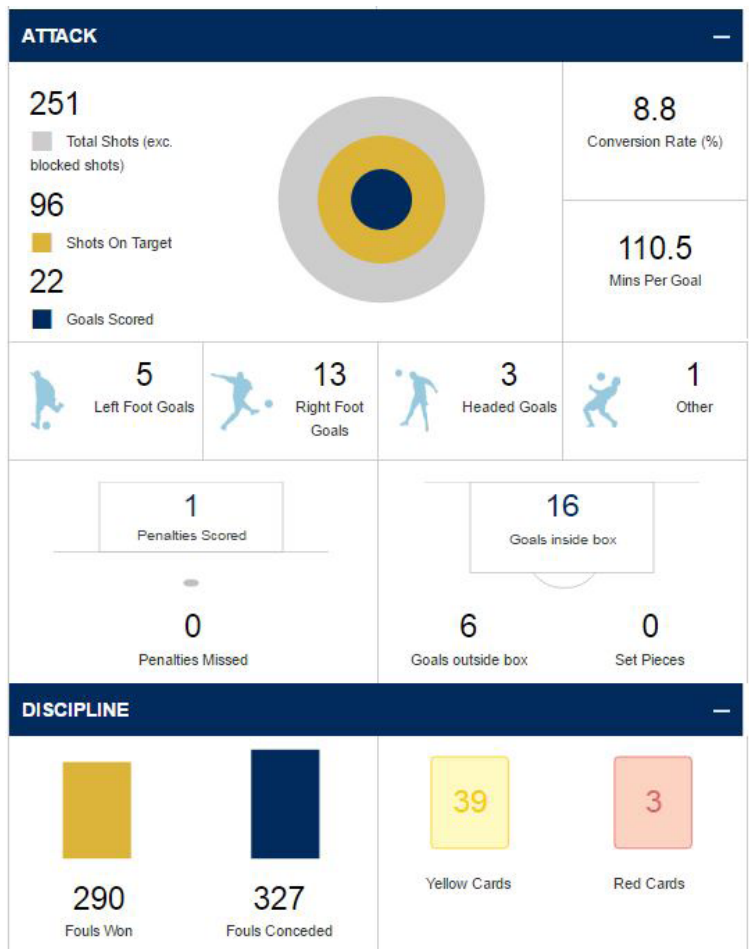 ATTACK
251
Total Shots (exc.
blocked shots)
96
Shots On Target
22
Goals Scored
8.8
Conversion Rate (%)
110.5
Mins Per Goal
5
Left Foot Goals
13
Right Foot
Goals
3
Headed Goals
1
Other
1
Penalties Scored
0
Penalties Missed
16
Goals inside box
6
Goals outside box
0
Set Pieces
DISCIPLINE
290
Fouls Won
327
Fouls Conceded
39
Yellow Cards
3
Red Cards